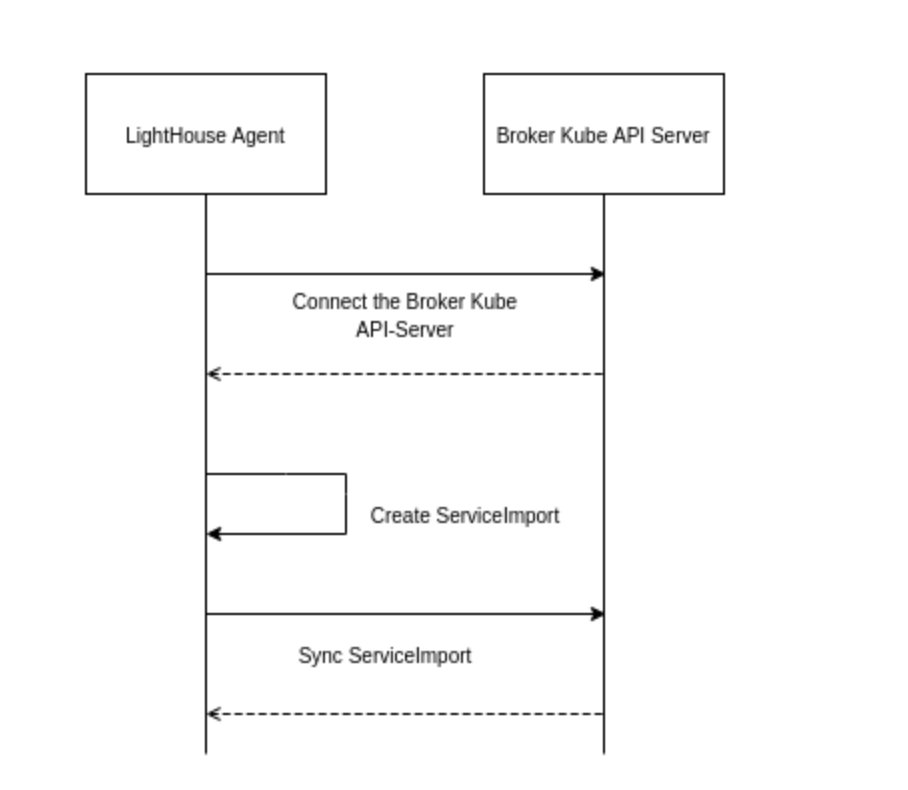 LightHouse Agent
Broker Kube API Server
Connect the Broker Kube
API-Server
Create ServiceImport
Sync ServiceImport